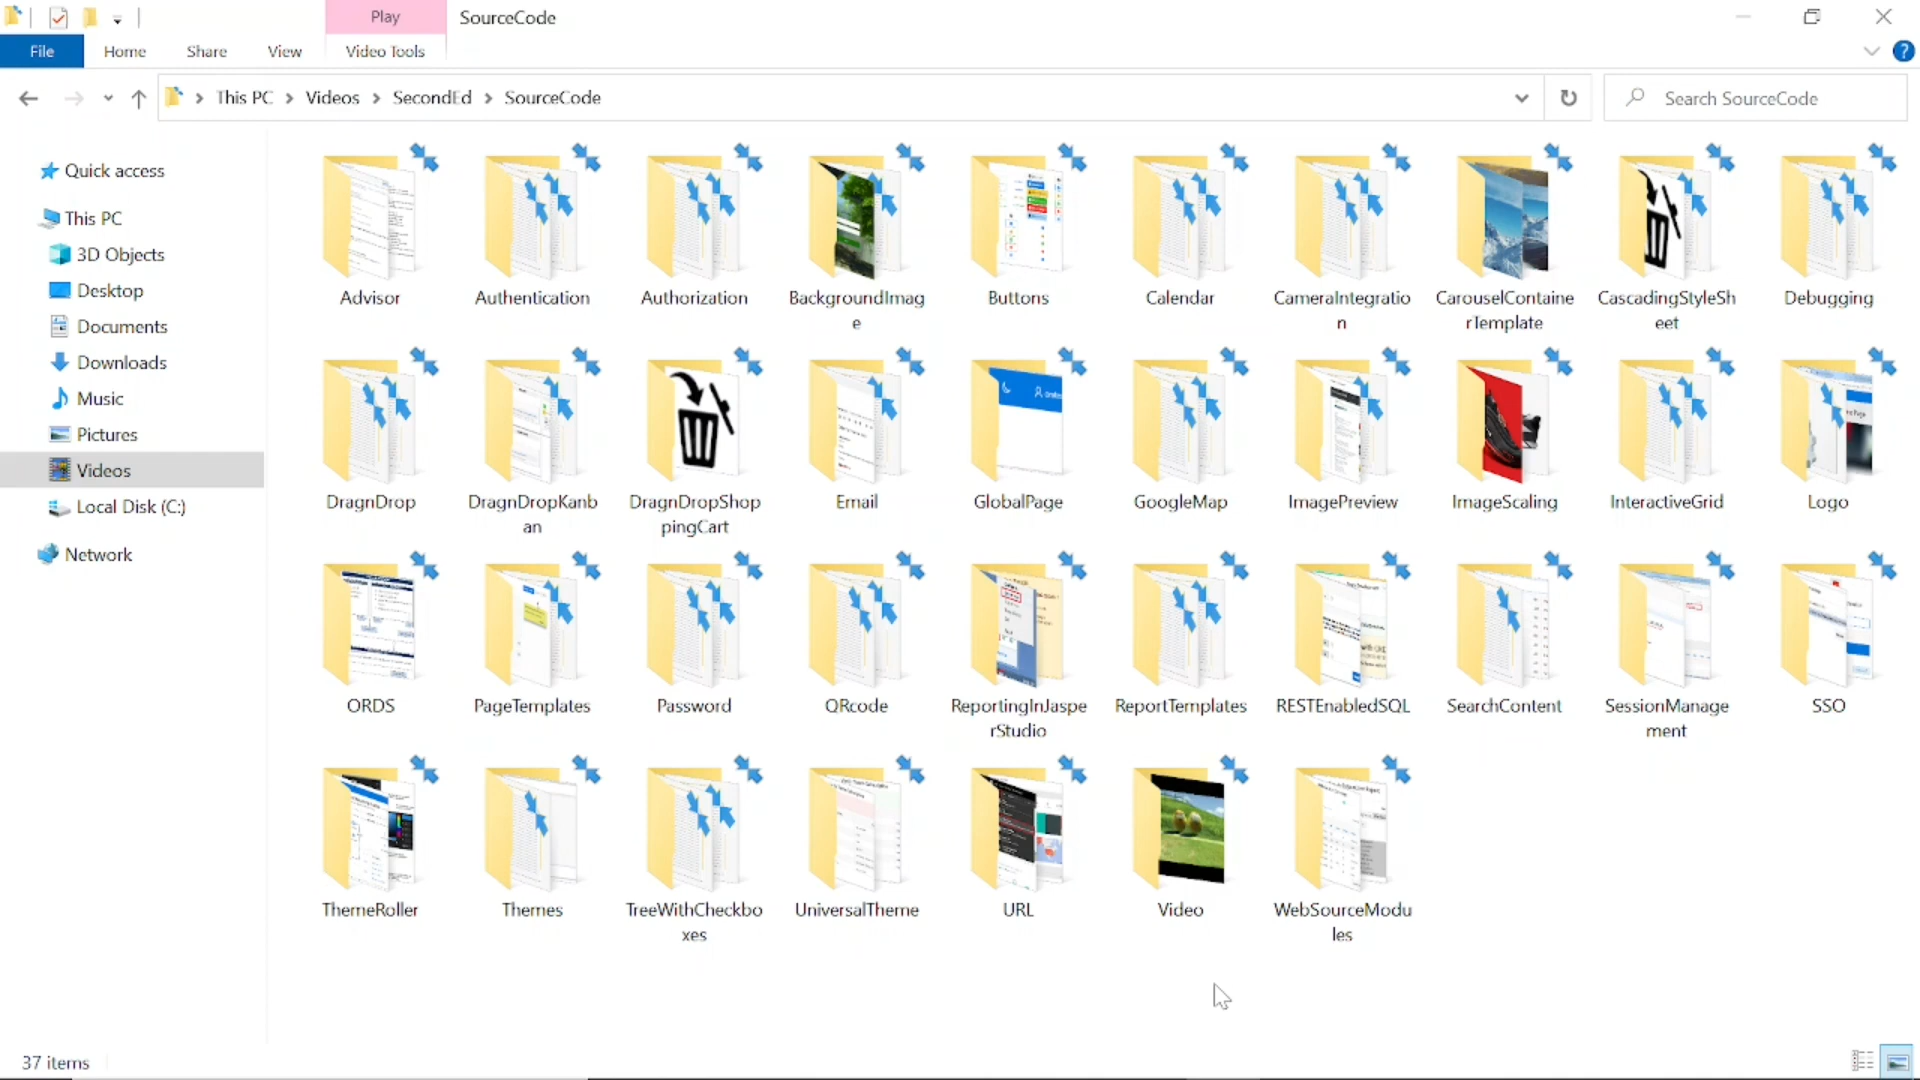 Play
SourceCode
File
Home
Share
View
Video Tools
This PC
Videos
SecondEd
SourceCode
Search SourceCode
Quick access
This PC
3D Objects
Desktop
Documents
Downloads
Music
Pictures
Videos
Local Disk (C:)
Network
Advisor
Authentication
Authorization
BackgroundImag
e
Buttons
Calendar
CameraIntegratio
n
CarouselContaine
rTemplate
CascadingStyleSh
eet
Debugging
DragnDrop
DragnDropKanb
an
DragnDropShop
pingCart
Email
GlobalPage
GoogleMap
ImagePreview
ImageScaling
InteractiveGrid
Logo
ORDS
PageTemplates
Password
QRcode
ReportingInJaspe
rStudio
ReportTemplates
RESTEnabledSQL
SearchContent
SessionManage
ment
SSO
ThemeRoller
Themes
TreeWithCheckbo
xes
UniversalTheme
URL
Video
WebSourceModu
les
37 items